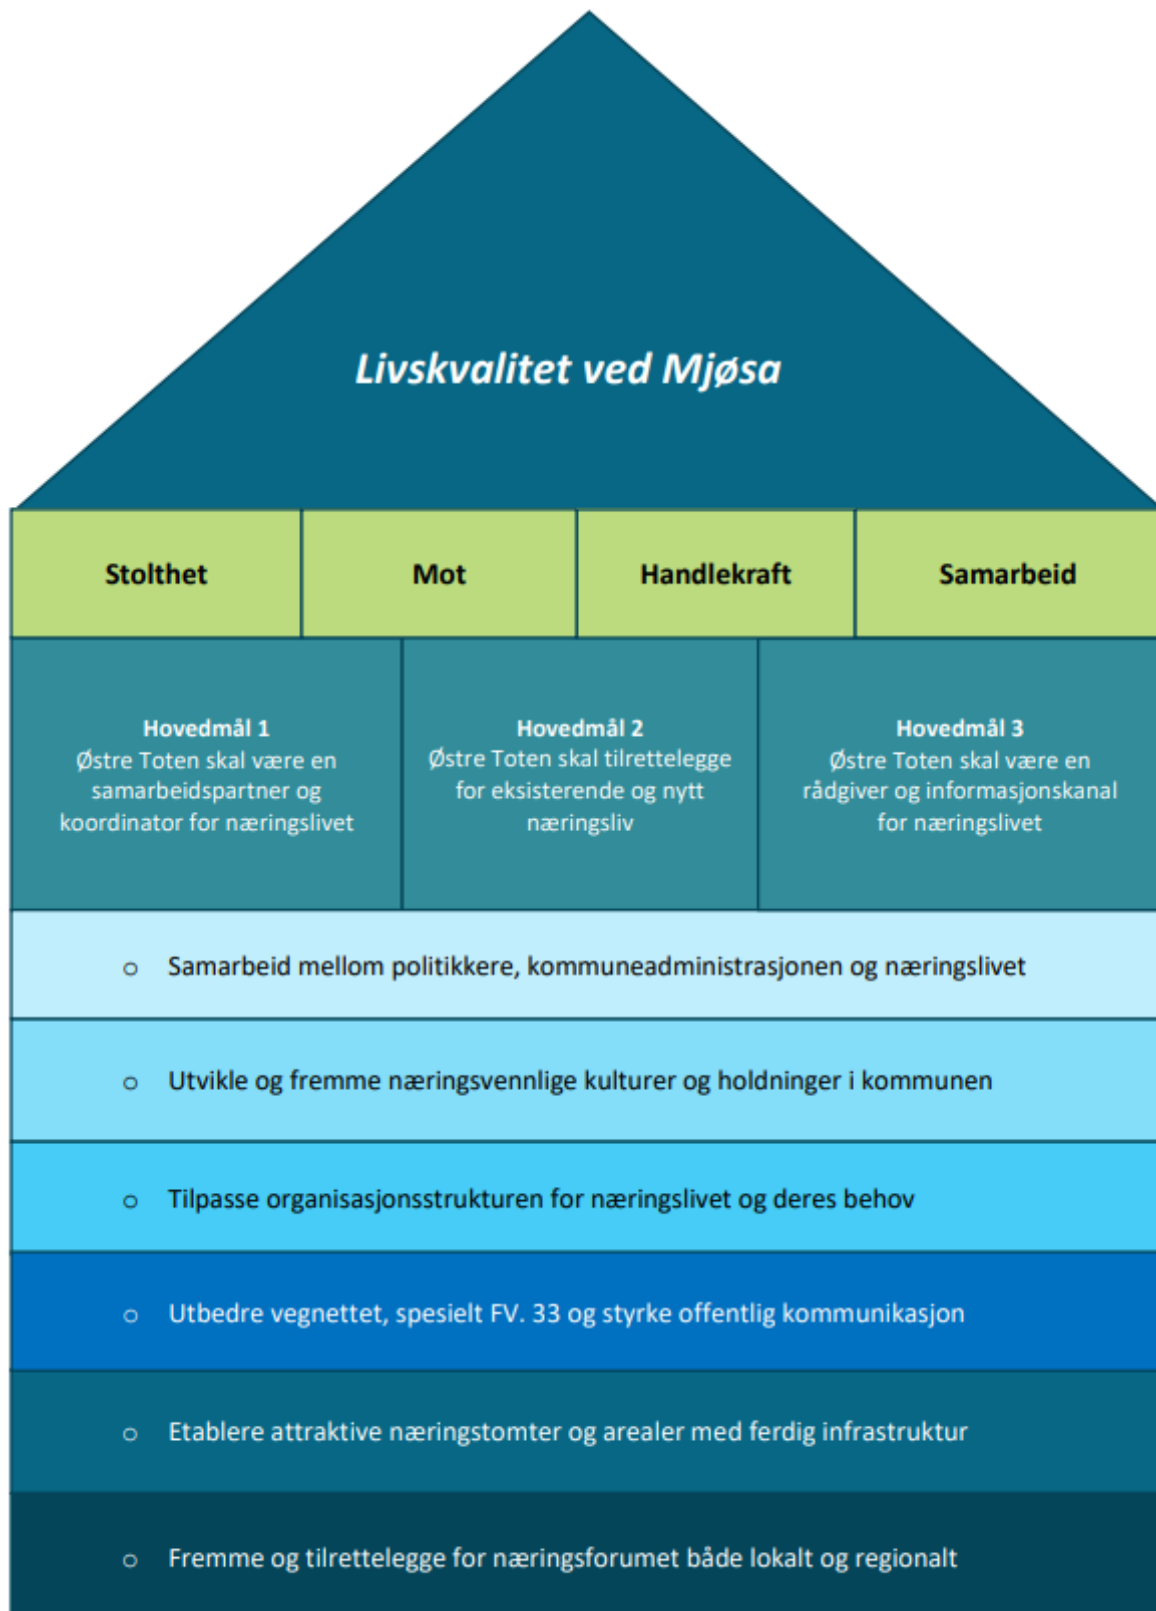 Livskvalitet ved Mjøsa
Stolthet
Mot
Handlekraft
Samarbeid
Hovedmål 1
Østre Toten skal være en
samarbeidspartner og
koordinator for næringslivet
Hovedmål 2
Østre Toten skal tilrettelegge
for eksisterende og nytt
næringsliv
Hovedmål 3
Østre Toten skal være en
rådgiver og informasjonskanal
for næringslivet
o Samarbeid mellom politikkere, kommuneadministrasjonen og næringslivet
o Utvikle og fremme næringsvennlige kulturer og holdninger i kommunen
o Tilpasse organisasjonsstrukturen for næringslivet og deres behov
o Utbedre vegnettet, spesielt FV. 33 og styrke offentlig kommunikasjon
o Etablere attraktive næringstomter og arealer med ferdig infrastruktur
o Fremme og tilrettelegge for næringsforumet både lokalt og regionalt